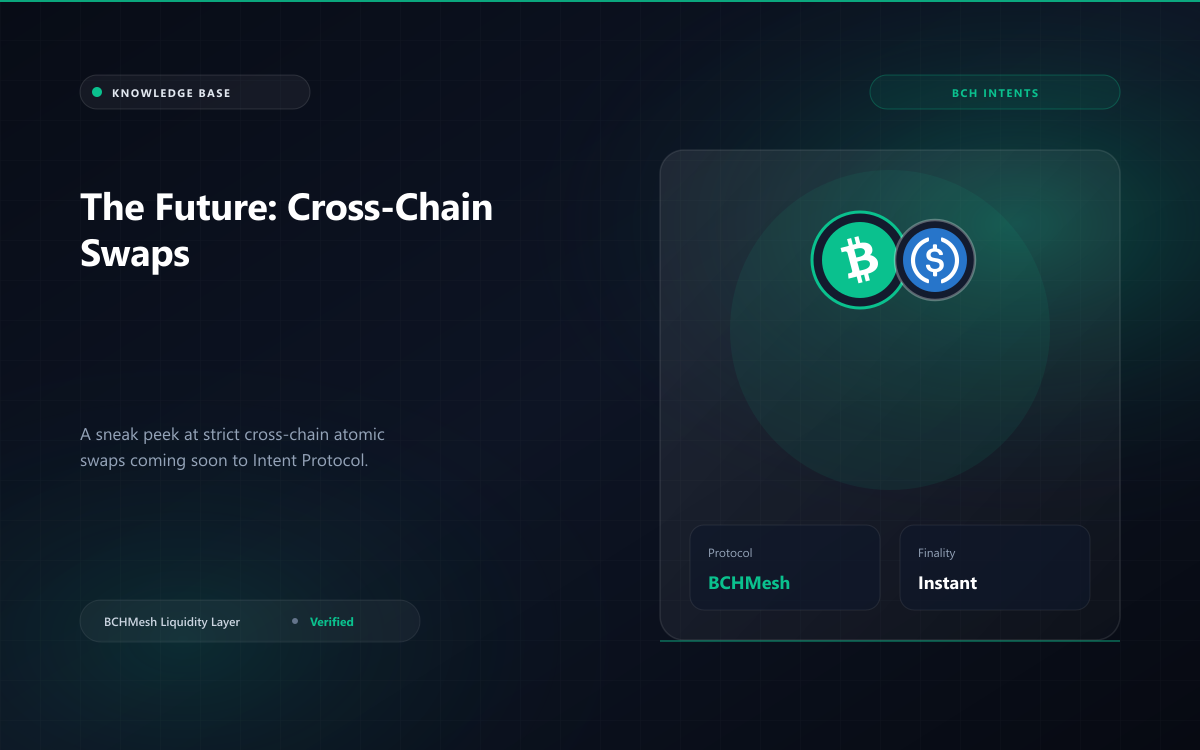 KNOWLEDGE BASE
BCH INTENTS
The Future: Cross-Chain
Swaps
A sneak peek at strict cross-chain atomic
swaps coming soon to Intent Protocol.
Protocol
BCHMesh
Finality
Instant
BCHMesh Liquidity Layer
Verified